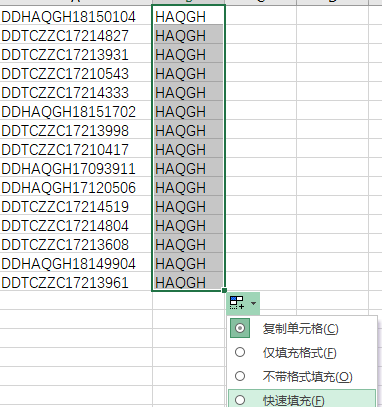 DDHAQGH18150104 HAQGH
DDTCZZC17214827 HAQGH
DDTCZZC17213931 HAQGH
DDTCZZC17210543 HAQGH
DDTCZZC17214333 HAQGH
DDHAQGH18151702 HAQGH
DDTCZZC17213998 HAQGH
DDTCZZC17210417 HAQGH
DDHAQGH17093911 HAQGH
DDHAQGH17120506 HAQGH
DDTCZZC17214519 HAQGH
DDTCZZC17214804 HAQGH
DDTCZZC17213608 HAQGH
DDHAQGH18149904 HAQGH
DDTCZZC17213961 HAQGH
复制单元格(C)
仅填充格式(F)
不带格式填充(O)
快速填充(F)